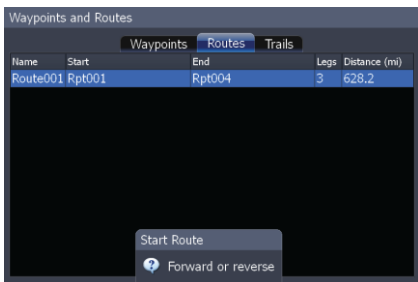 Waypoints and Routes
Waypoints Routes Trails
Name Start End Legs Distance (mi)
Route001 Rpt001 Rpt004 3 628.2
Start Route
Forward or reverse